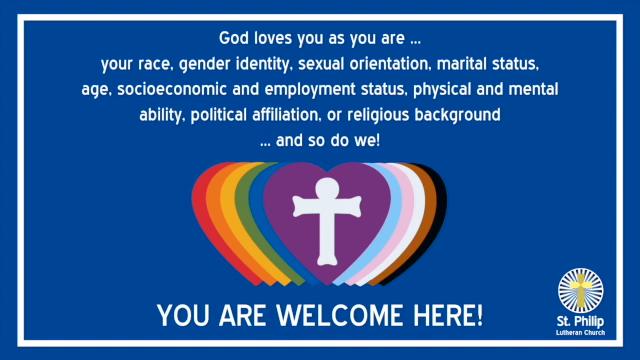 God loves you as you are ...
your race, gender identity, sexual orientation, marital status,
age, socioeconomic and employment status, physical and mental
ability, political affiliation, or religious background
... and so do we!
YOU ARE WELCOME HERE!
St. Philip
Lutheran Church